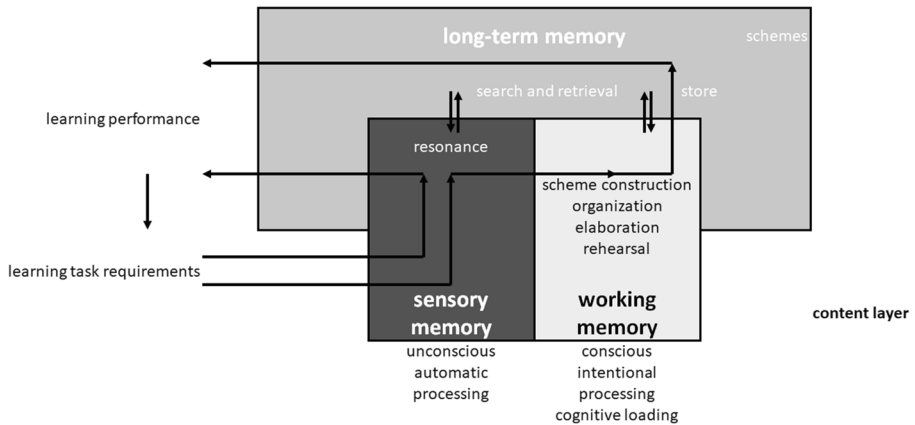 long-term memory
schemes
search and retrieval
store
learning performance
resonance
scheme construction
organization
elaboration
rehearsal
learning task requirements
sensory
memory
working
memory
content layer
unconscious
automatic
processing
conscious
intentional
processing
cognitive loading